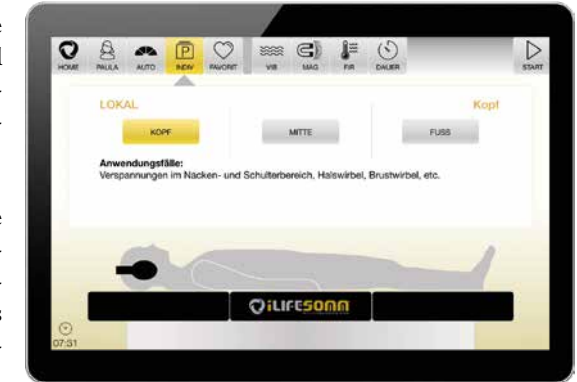 HOME PAULA AUTO INDIV FAVORIT VIB MAG FIR DAUER START
LOKAL Kopf
KOPF MITTE FUSS
Anwendungsfälle:
Verspannungen im Nacken- und Schulterbereich, Halswirbel, Brustwirbel, etc.
iLIFESOMM
07:31